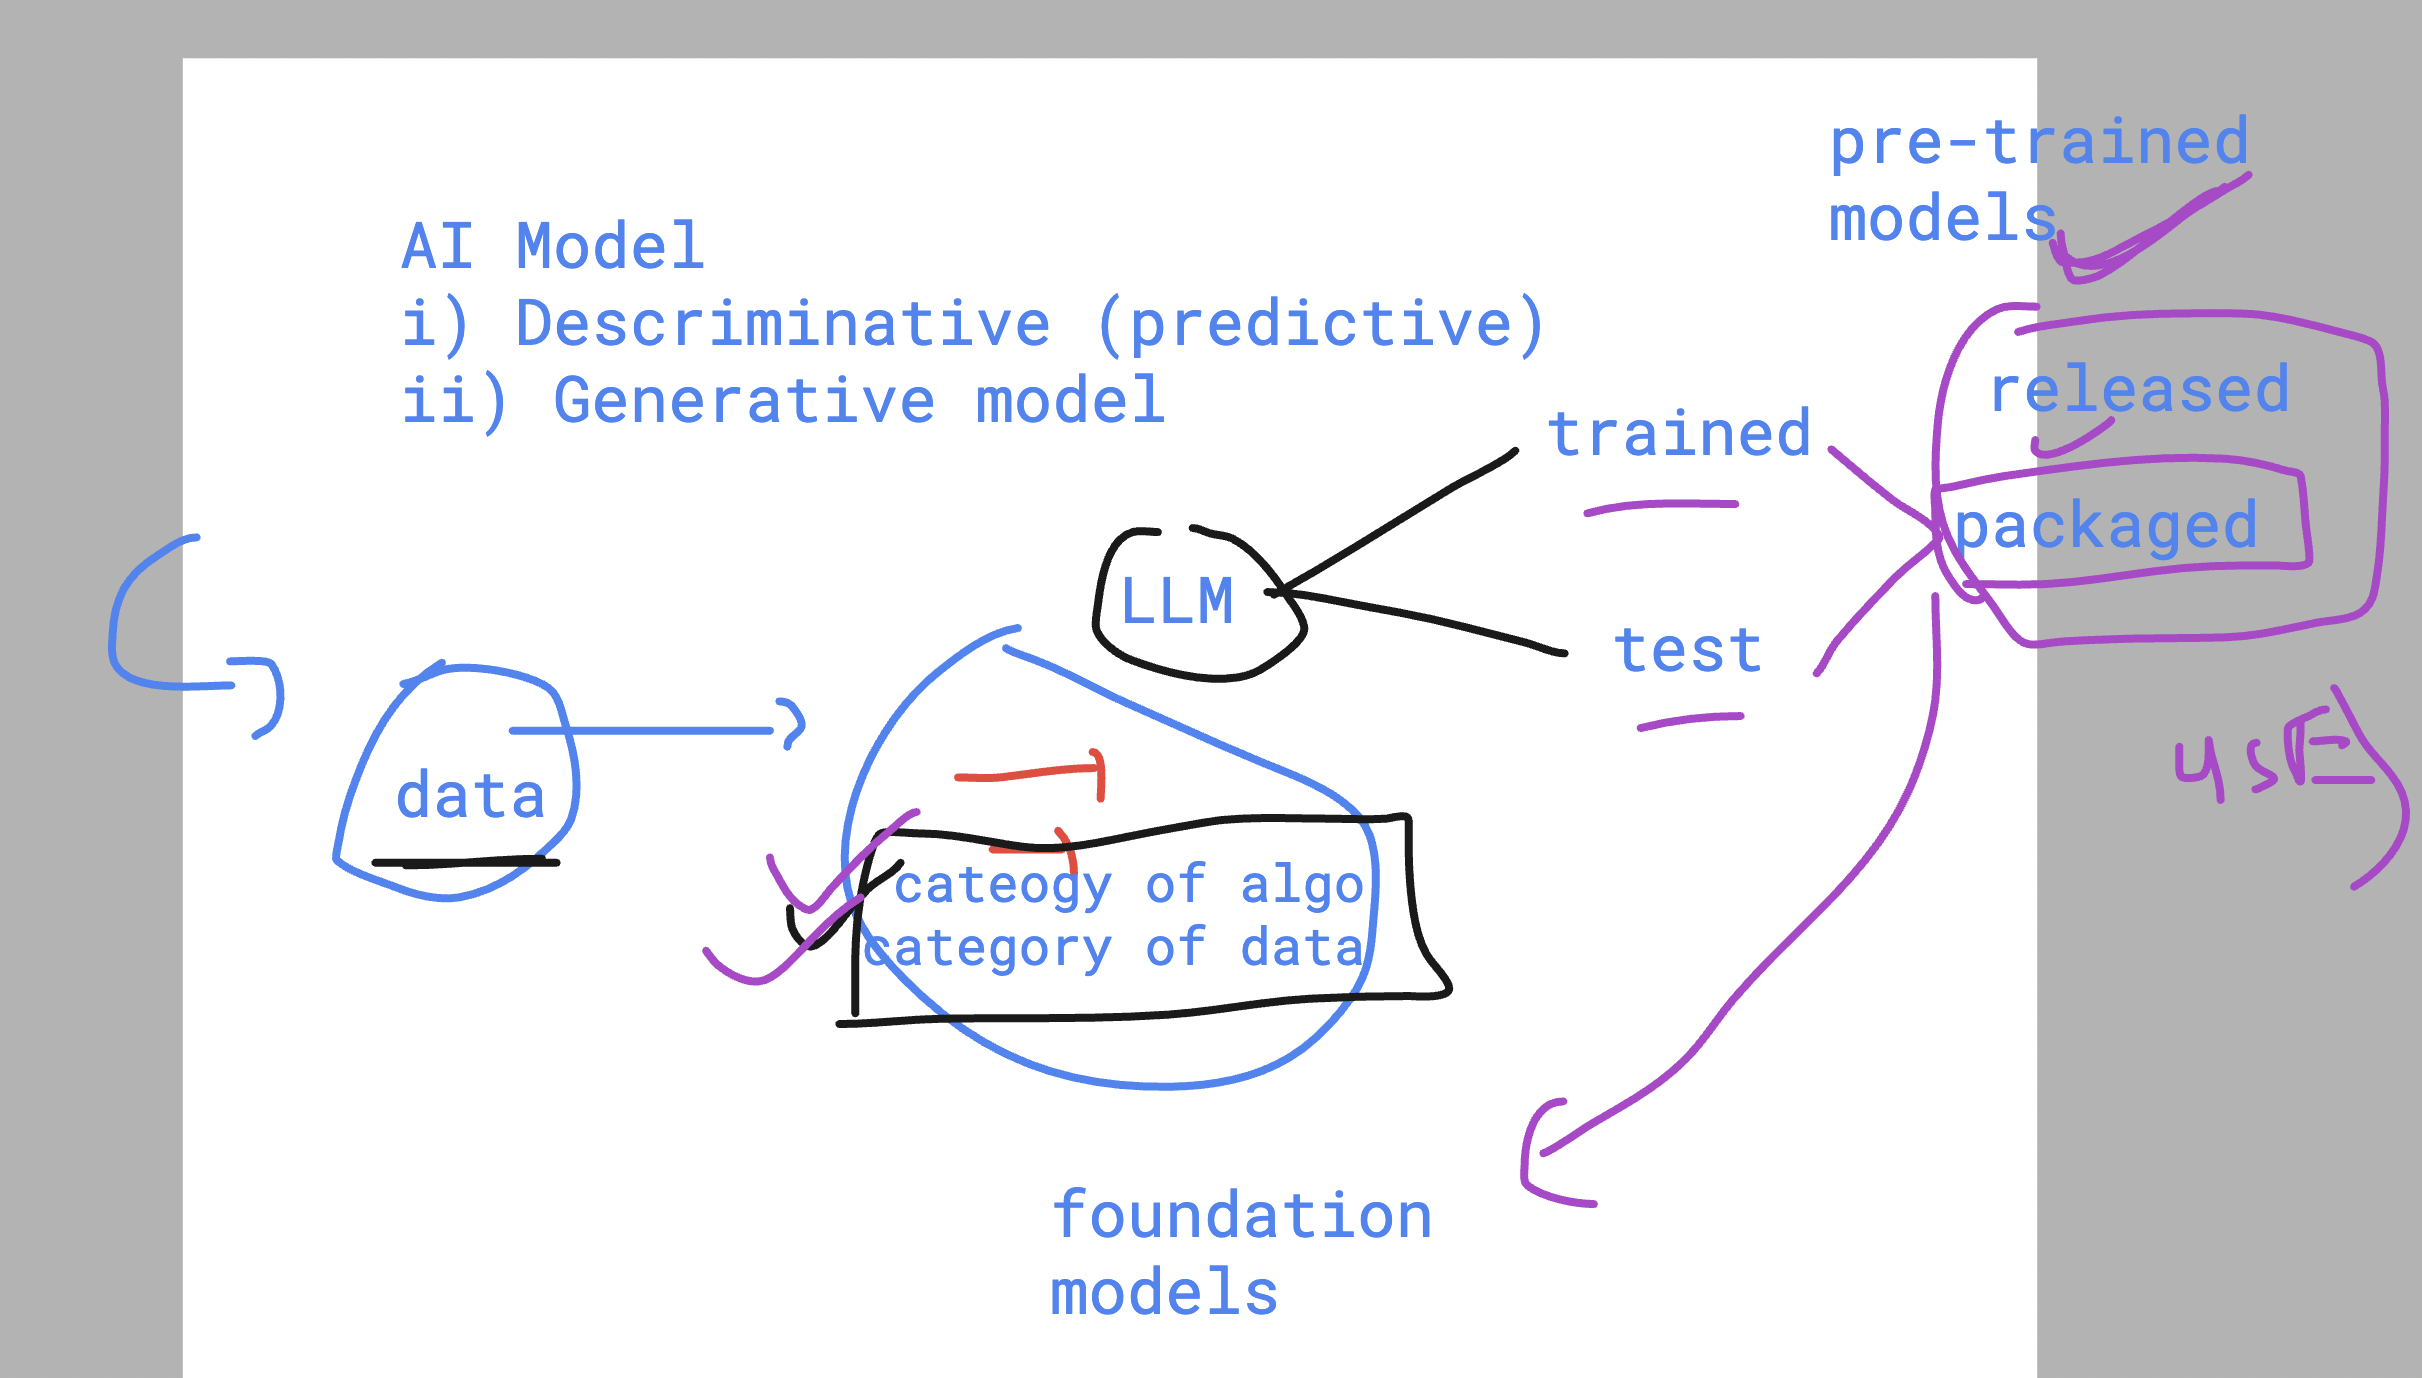 pre-trained
models
AI Model
i) Descriminative (predictive)
ii) Generative model
released
trained
packaged
LLM
test
usE
data
cateogy of algo
category of data
foundation
models